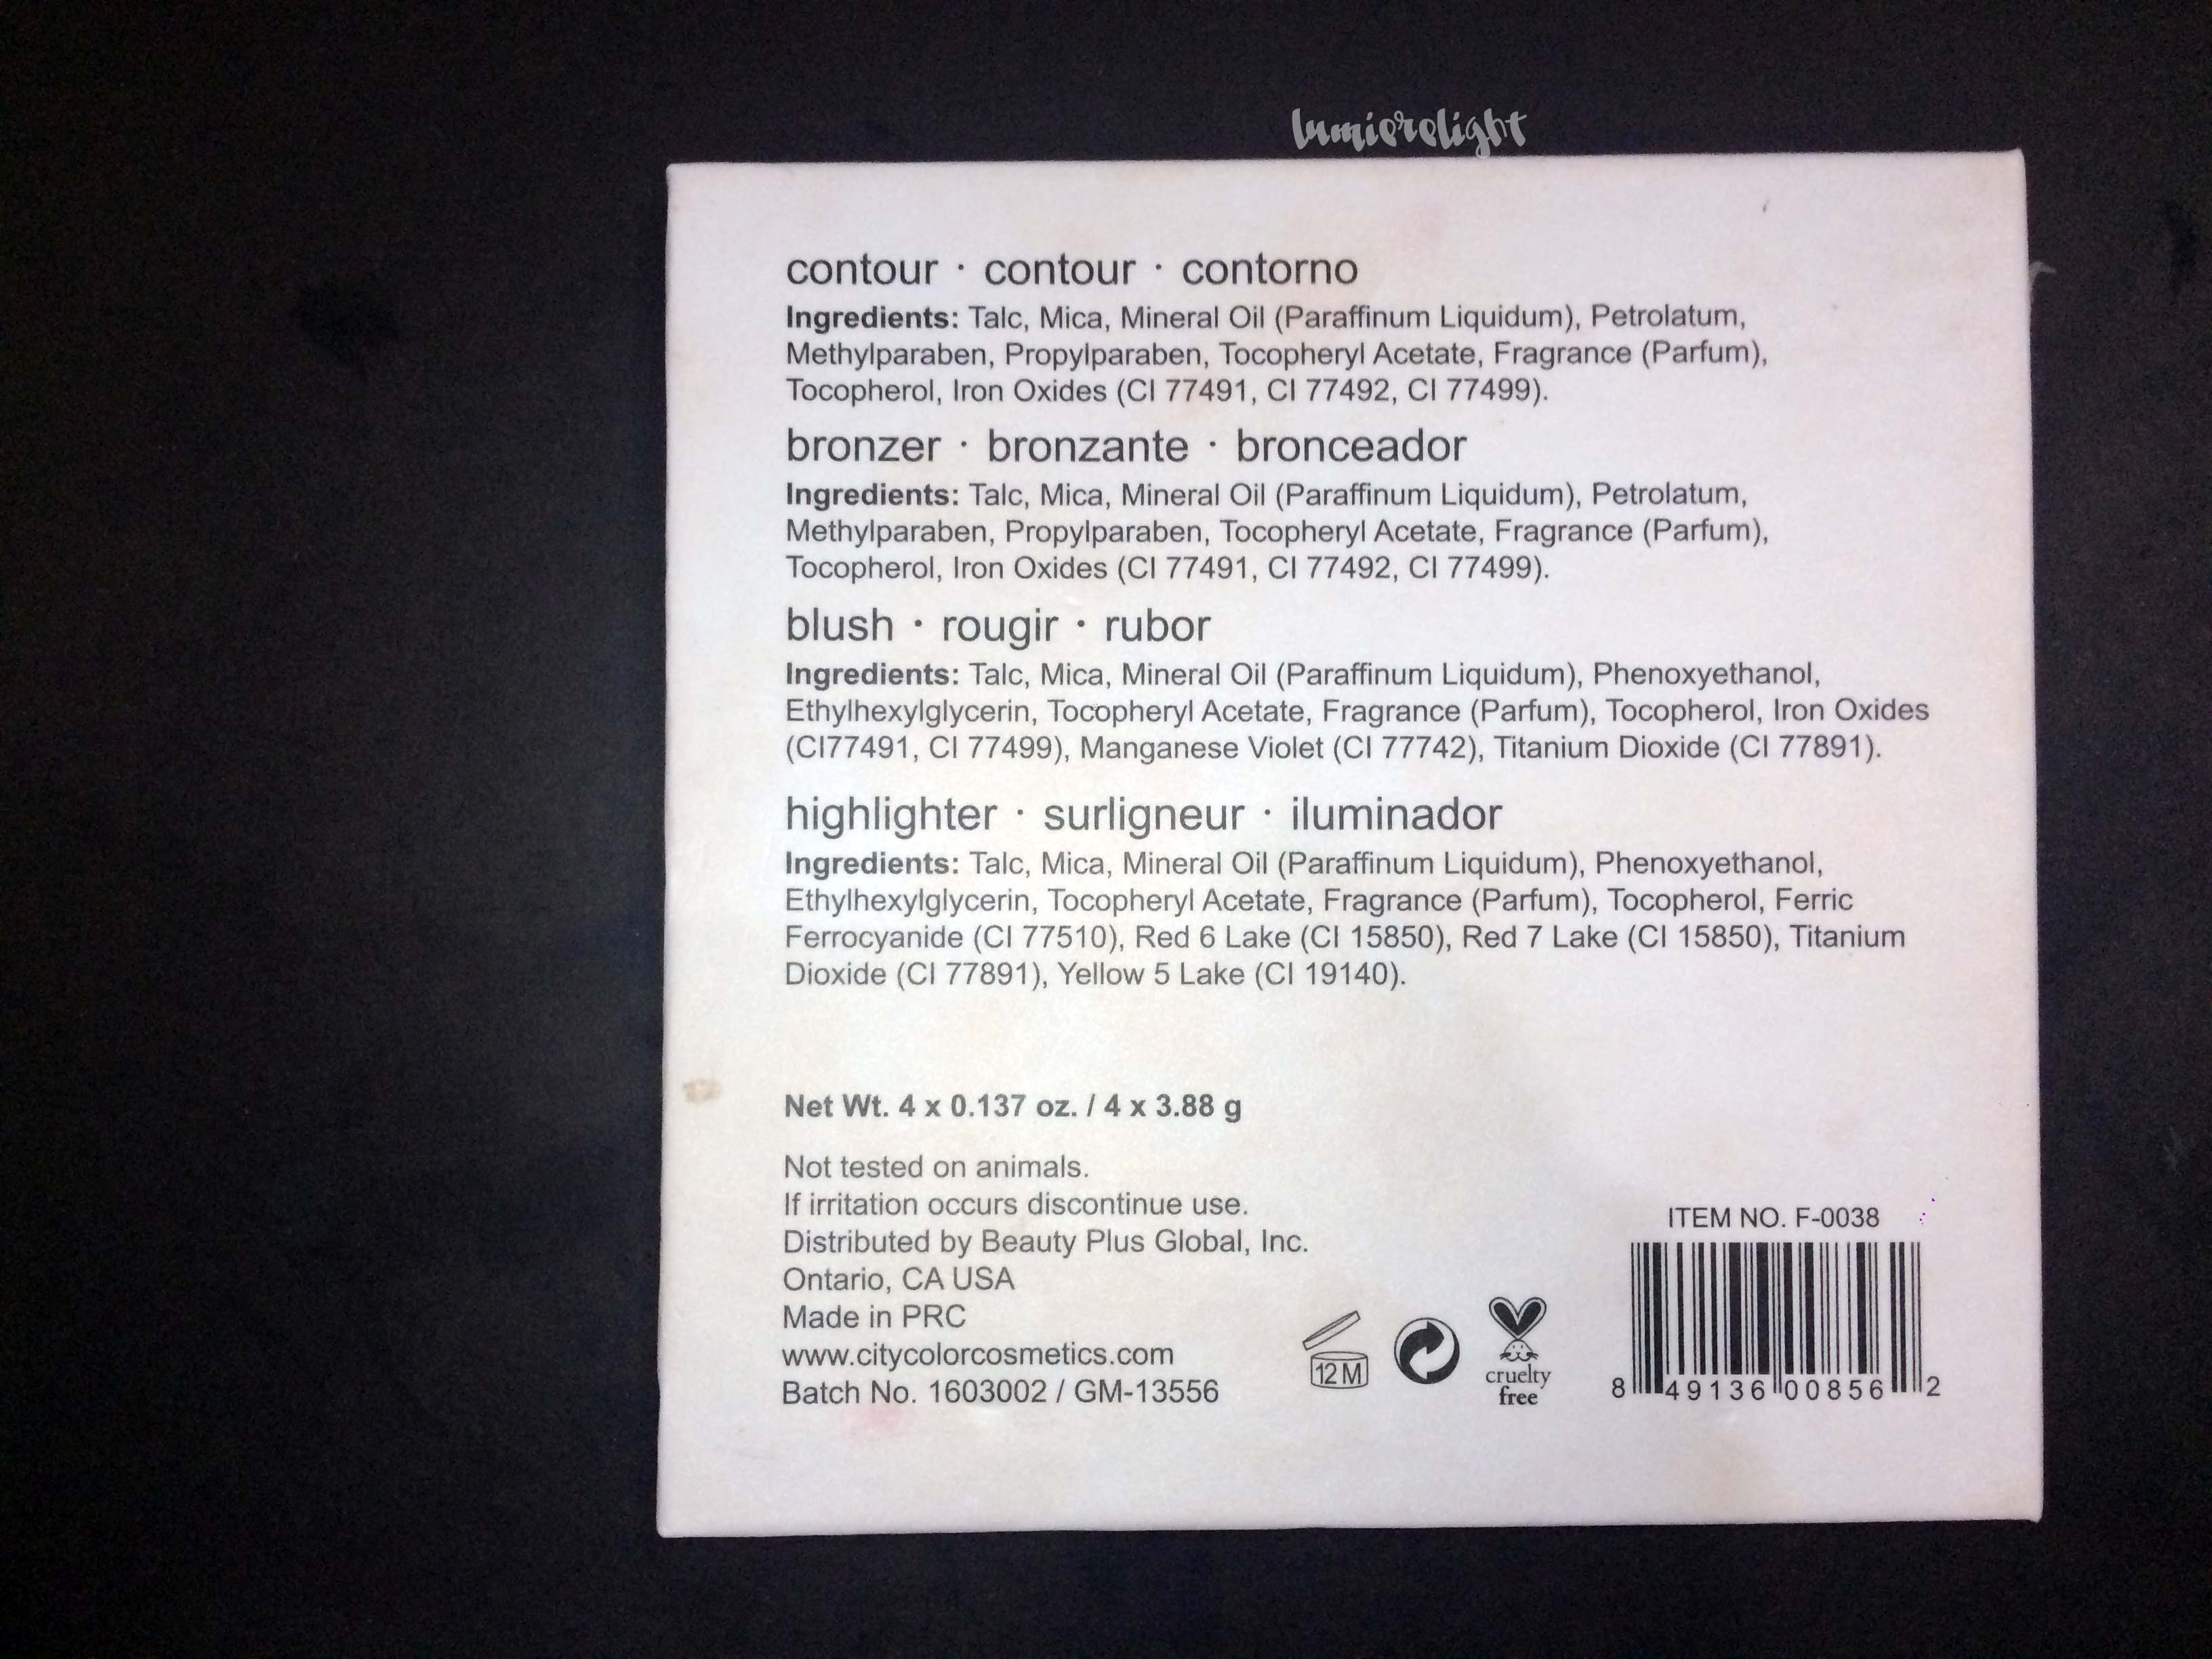 lumierelight
contour · contour · contorno
Ingredients: Talc, Mica, Mineral Oil (Paraffinum Liquidum), Petrolatum,
Methylparaben, Propylparaben, Tocopheryl Acetate, Fragrance (Parfum),
Tocopherol, Iron Oxides (CI 77491, CI 77492, CI 77499).
bronzer · bronzante · bronceador
Ingredients: Talc, Mica, Mineral Oil (Paraffinum Liquidum), Petrolatum,
Methylparaben, Propylparaben, Tocopheryl Acetate, Fragrance (Parfum),
Tocopherol, Iron Oxides (CI 77491, CI 77492, CI 77499).
blush · rougir · rubor
Ingredients: Talc, Mica, Mineral Oil (Paraffinum Liquidum), Phenoxyethanol,
Ethylhexylglycerin, Tocopheryl Acetate, Fragrance (Parfum), Tocopherol, Iron Oxides
(CI77491, CI 77499), Manganese Violet (CI 77742), Titanium Dioxide (CI 77891).
highlighter · surligneur · iluminador
Ingredients: Talc, Mica, Mineral Oil (Paraffinum Liquidum), Phenoxyethanol,
Ethylhexylglycerin, Tocopheryl Acetate, Fragrance (Parfum), Tocopherol, Ferric
Ferrocyanide (CI 77510), Red 6 Lake (CI 15850), Red 7 Lake (CI 15850), Titanium
Dioxide (CI 77891), Yellow 5 Lake (CI 19140).
Net Wt. 4 x 0.137 oz. / 4 x 3.88 g
Not tested on animals.
If irritation occurs discontinue use.
Distributed by Beauty Plus Global, Inc.
Ontario, CA USA
Made in PRC
www.citycolorcosmetics.com
Batch No. 1603002 / GM-13556
12 M
cruelty
free
ITEM NO. F-0038
8 49136 00856 2